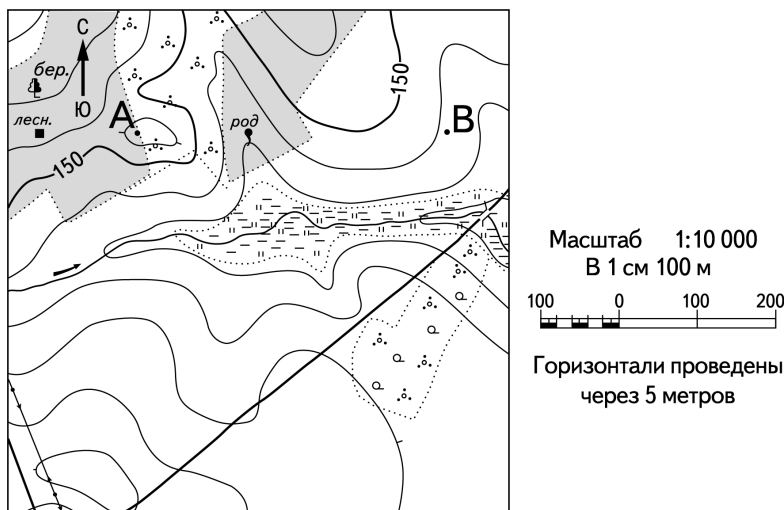 С
бер.
Ю
лесн.
А
род
150
В
150
Масштаб 1:10 000
В 1 см 100 м
100 0 100 200
Горизонтали проведены
через 5 метров